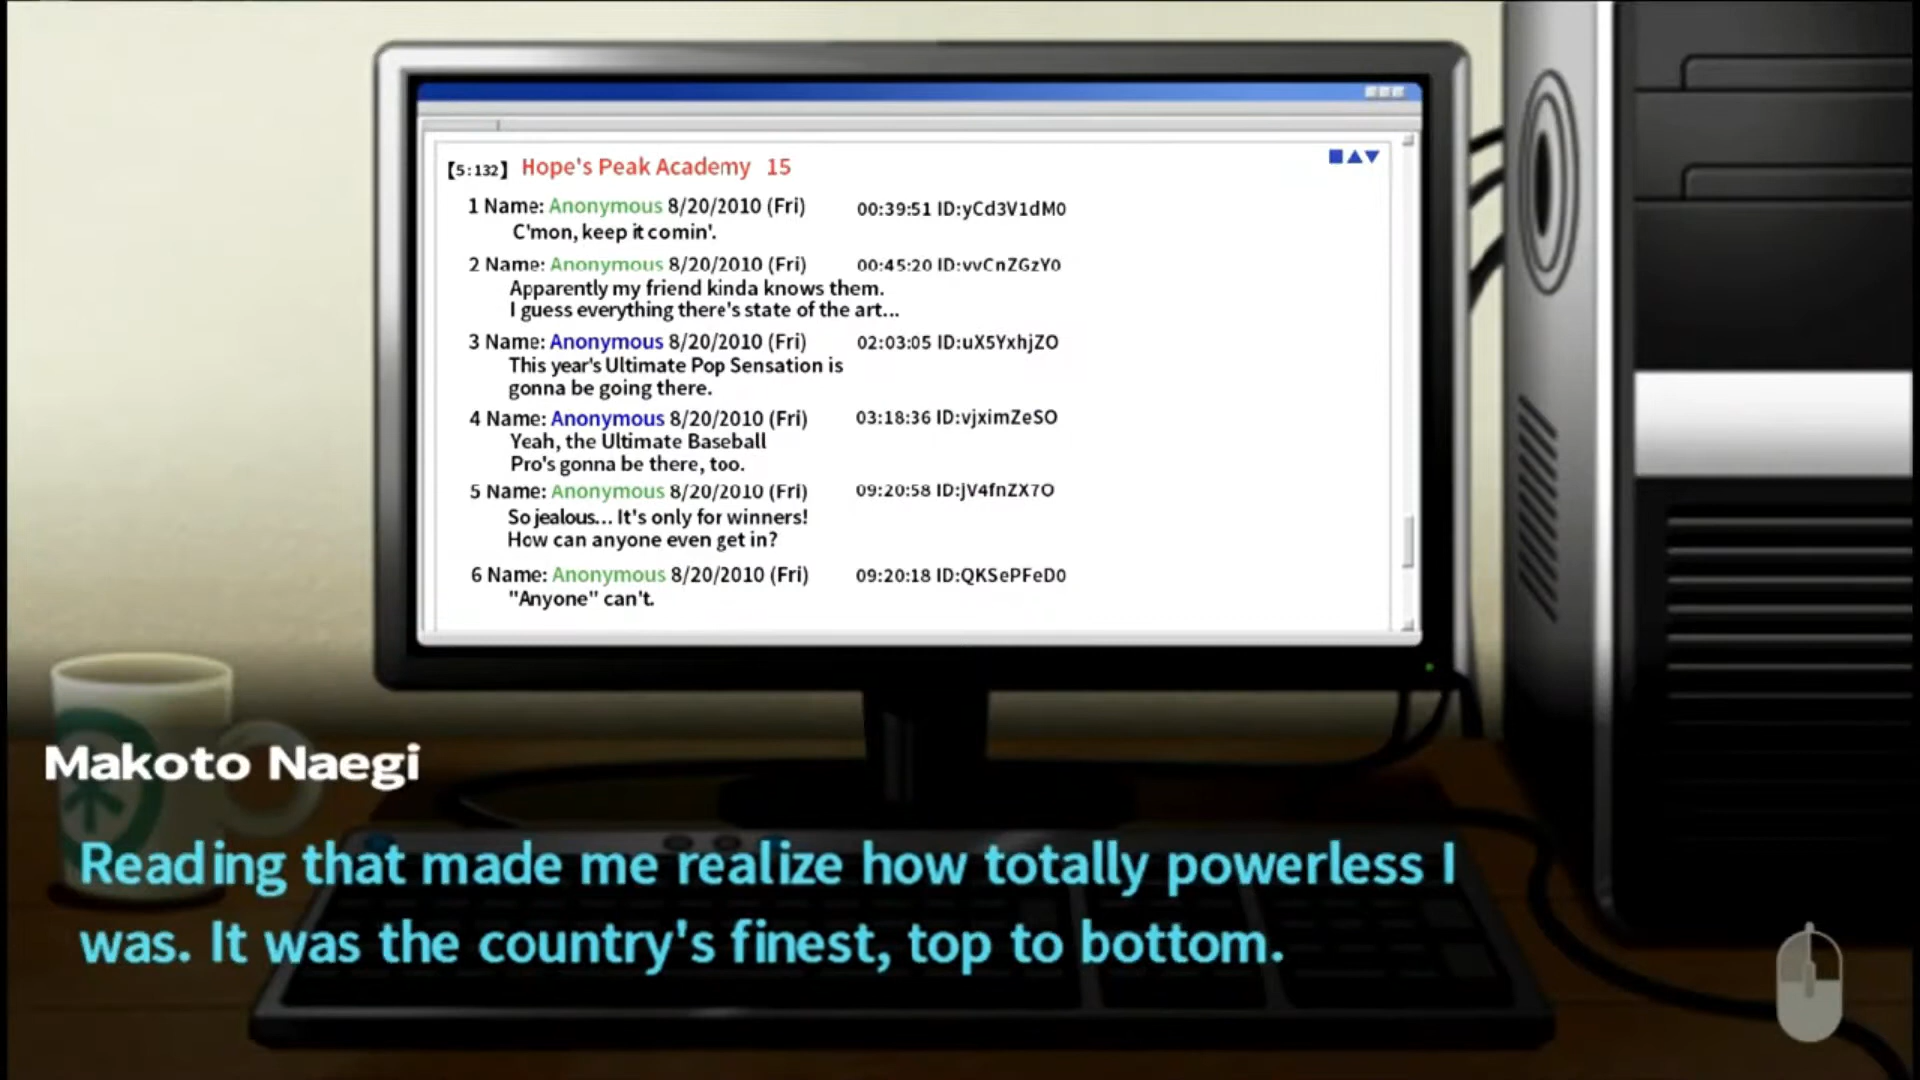 【5:132】 Hope's Peak Academy 15
1 Name: Anonymous 8/20/2010 (Fri) 00:39:51 ID:yCd3V1dM0
C'mon, keep it comin'.
2 Name: Anonymous 8/20/2010 (Fri) 00:45:20 ID:vvCnZGzY0
Apparently my friend kinda knows them.
I guess everything there's state of the art...
3 Name: Anonymous 8/20/2010 (Fri) 02:03:05 ID:uX5YxhjZO
This year's Ultimate Pop Sensation is
gonna be going there.
4 Name: Anonymous 8/20/2010 (Fri) 03:18:36 ID:vjximZeSO
Yeah, the Ultimate Baseball
Pro's gonna be there, too.
5 Name: Anonymous 8/20/2010 (Fri) 09:20:58 ID:jV4fnZX7O
So jealous... It's only for winners!
How can anyone even get in?
6 Name: Anonymous 8/20/2010 (Fri) 09:20:18 ID:QKSePFeD0
"Anyone" can't.
Makoto Naegi
Reading that made me realize how totally powerless I
was. It was the country's finest, top to bottom.